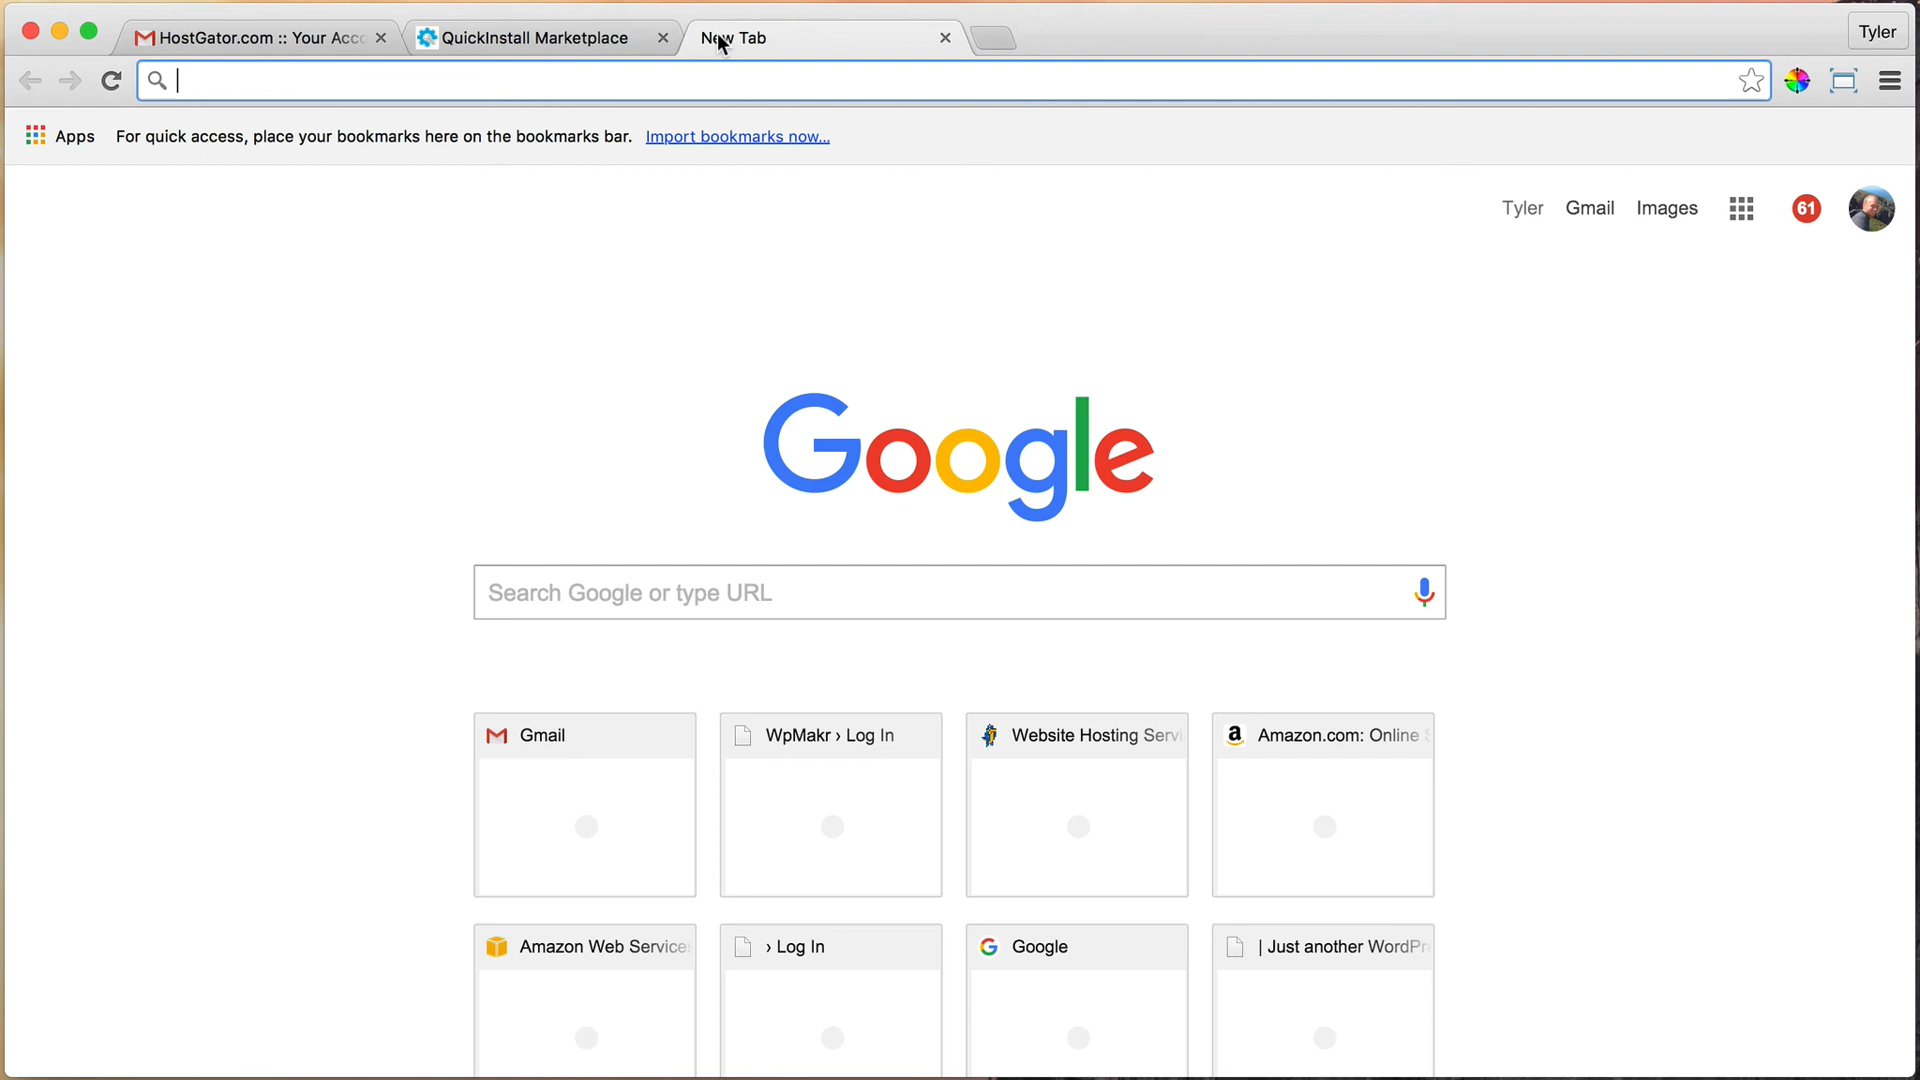 HostGator.com :: Your Acco
QuickInstall Marketplace
New Tab
Tyler
Apps
For quick access, place your bookmarks here on the bookmarks bar.
Import bookmarks now...
Tyler
Gmail
Images
61
Google
Search Google or type URL
Gmail
WpMakr › Log In
Website Hosting Servi
Amazon.com: Online S
Amazon Web Services
› Log In
Google
| Just another WordPre